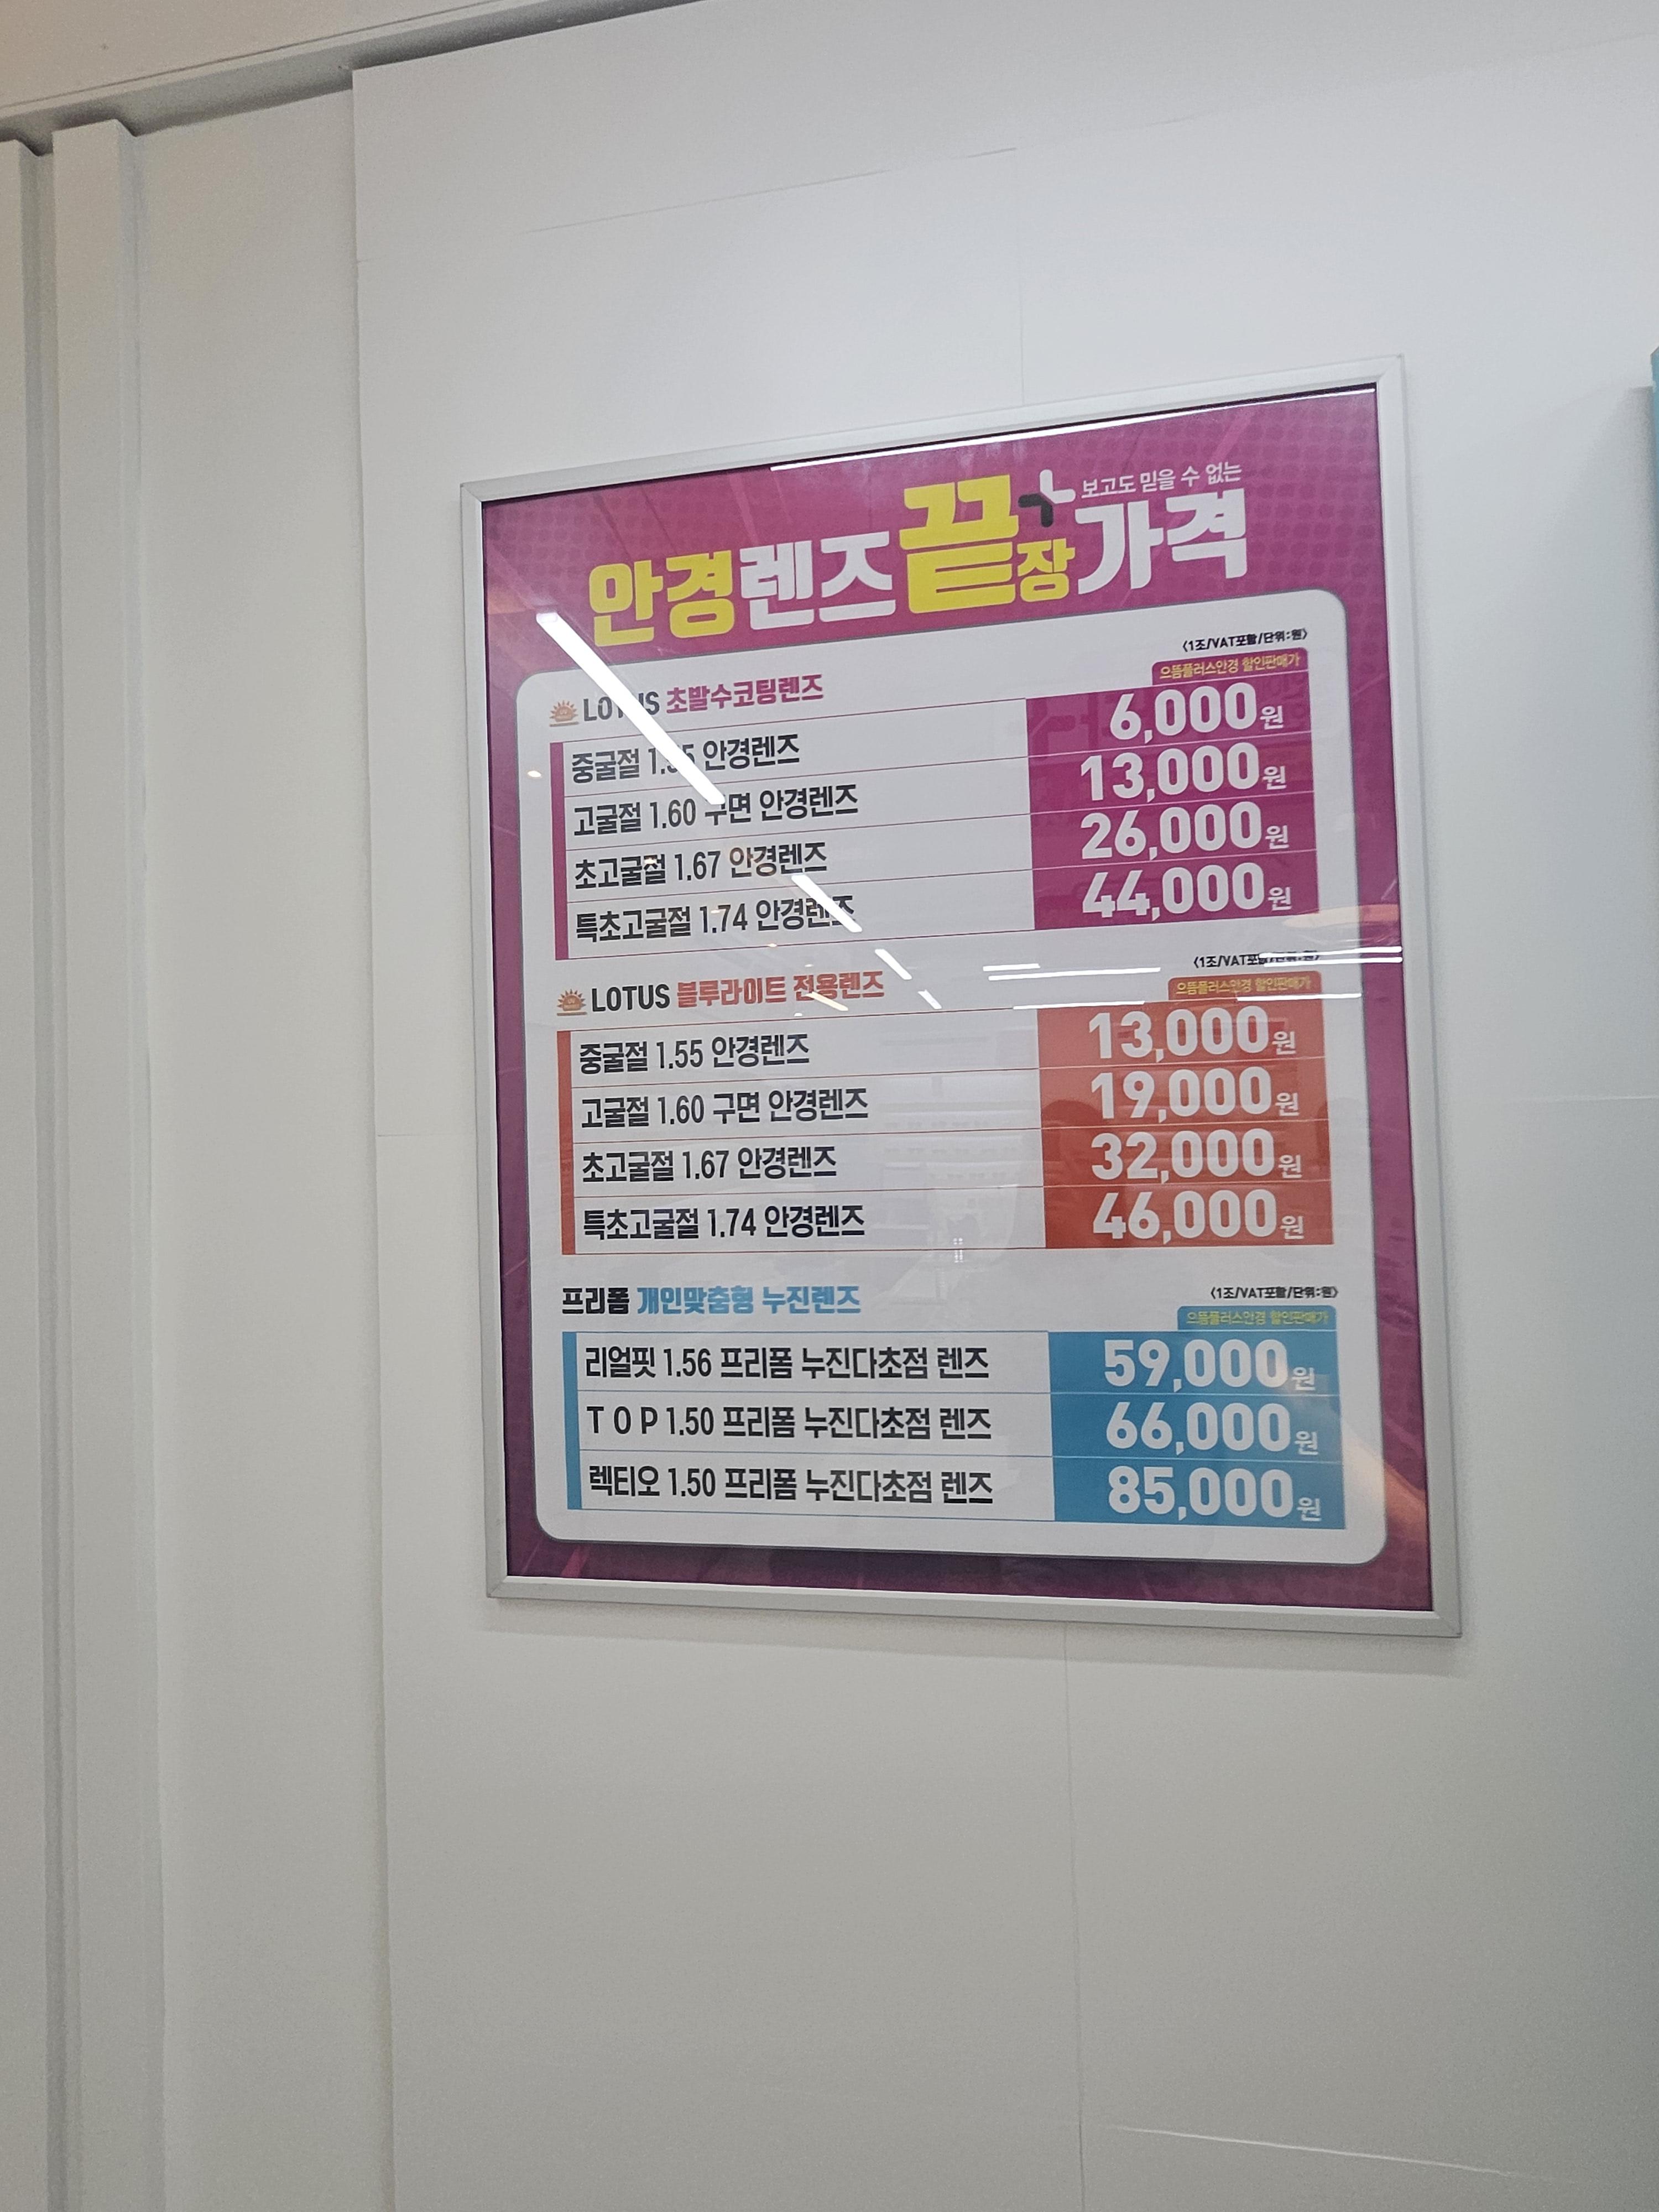 보고도 믿을 수 없는
안경렌즈끝장가격
<1조/VAT포함/단위:원>
으뜸플러스안경 할인판매가
LOTUS 초발수코팅렌즈
중굴절 1.55 안경렌즈 6,000원
고굴절 1.60 구면 안경렌즈 13,000원
초고굴절 1.67 안경렌즈 26,000원
특초고굴절 1.74 안경렌즈 44,000원
<1조/VAT포함/단위:원>
으뜸플러스안경 할인판매가
LOTUS 블루라이트 전용렌즈
중굴절 1.55 안경렌즈 13,000원
고굴절 1.60 구면 안경렌즈 19,000원
초고굴절 1.67 안경렌즈 32,000원
특초고굴절 1.74 안경렌즈 46,000원
<1조/VAT포함/단위:원>
으뜸플러스안경 할인판매가
프리폼 개인맞춤형 누진렌즈
리얼핏 1.56 프리폼 누진다초점 렌즈 59,000원
T O P 1.50 프리폼 누진다초점 렌즈 66,000원
렉티오 1.50 프리폼 누진다초점 렌즈 85,000원